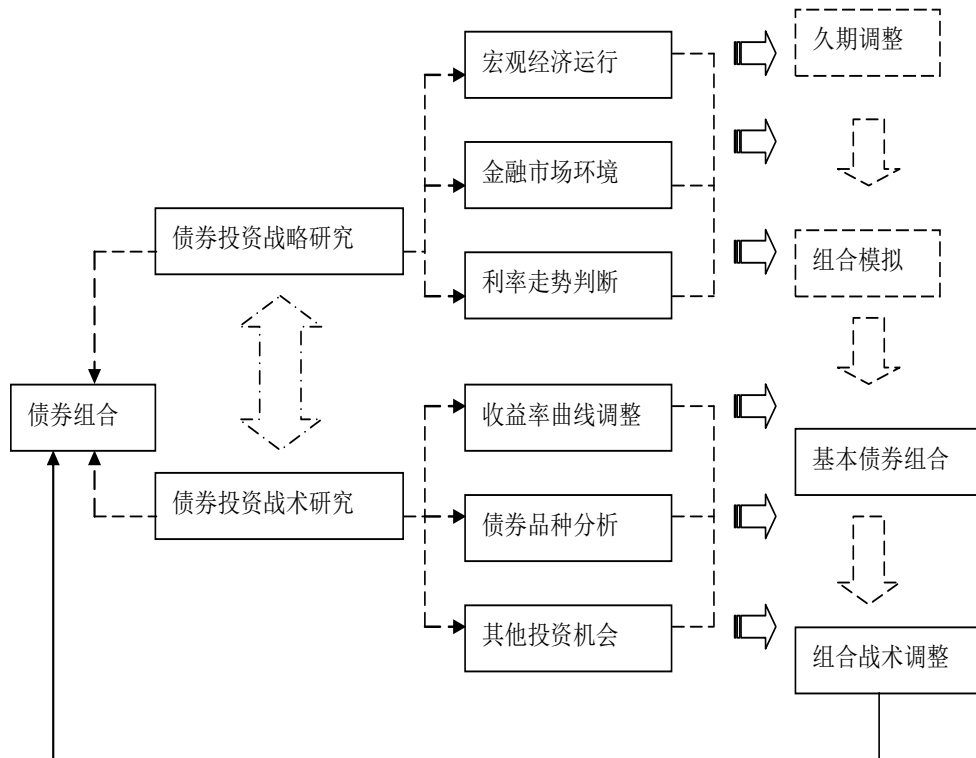 宏观经济运行
久期调整
金融市场环境
债券投资战略研究
组合模拟
利率走势判断
债券组合
收益率曲线调整
基本债券组合
债券投资战术研究
债券品种分析
其他投资机会
组合战术调整